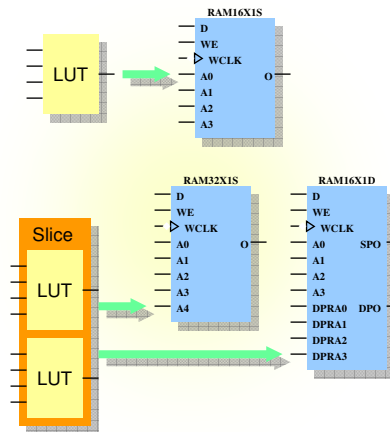 RAM16X1S
D
WE
WCLK
LUT
A0
O
A1
A2
A3
RAM32X1S
RAM16X1D
D
WE
WCLK
A0
O
A1
A2
A3
A4
D
WE
WCLK
A0
SPO
A1
A2
A3
DPRA0
DPO
DPRA1
DPRA2
DPRA3
Slice
LUT
LUT